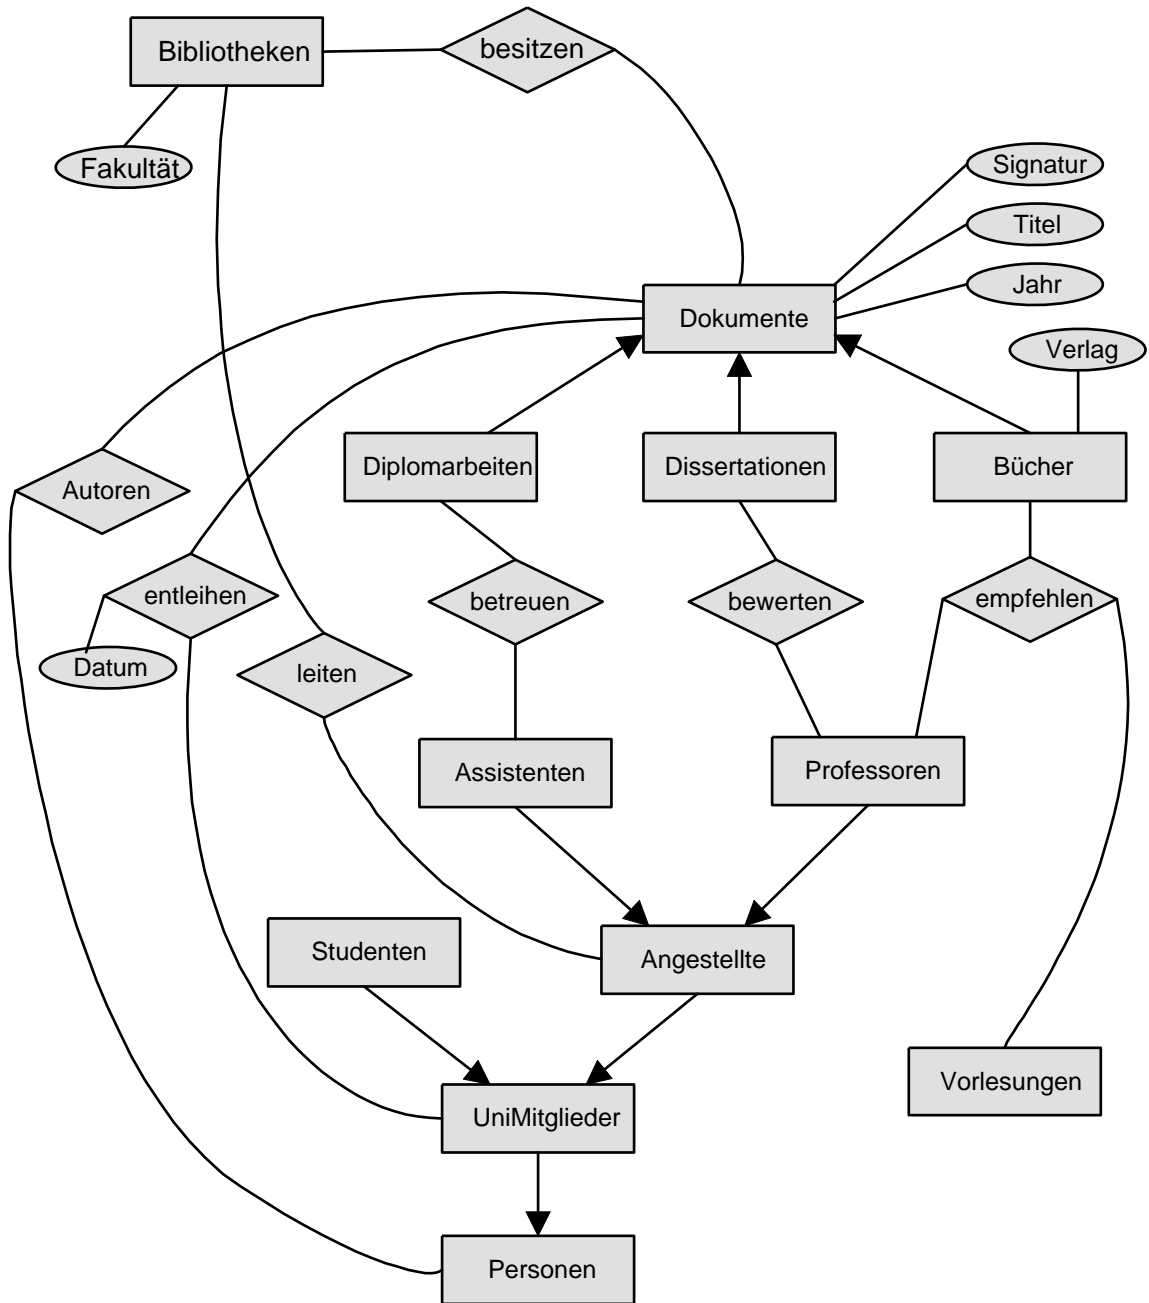 Bibliotheken
besitzen
Fakultät
Signatur
Titel
Jahr
Dokumente
Verlag
Diplomarbeiten
Dissertationen
Bücher
Autoren
entleihen
betreuen
bewerten
empfehlen
Datum
leiten
Assistenten
Professoren
Studenten
Angestellte
UniMitglieder
Vorlesungen
Personen